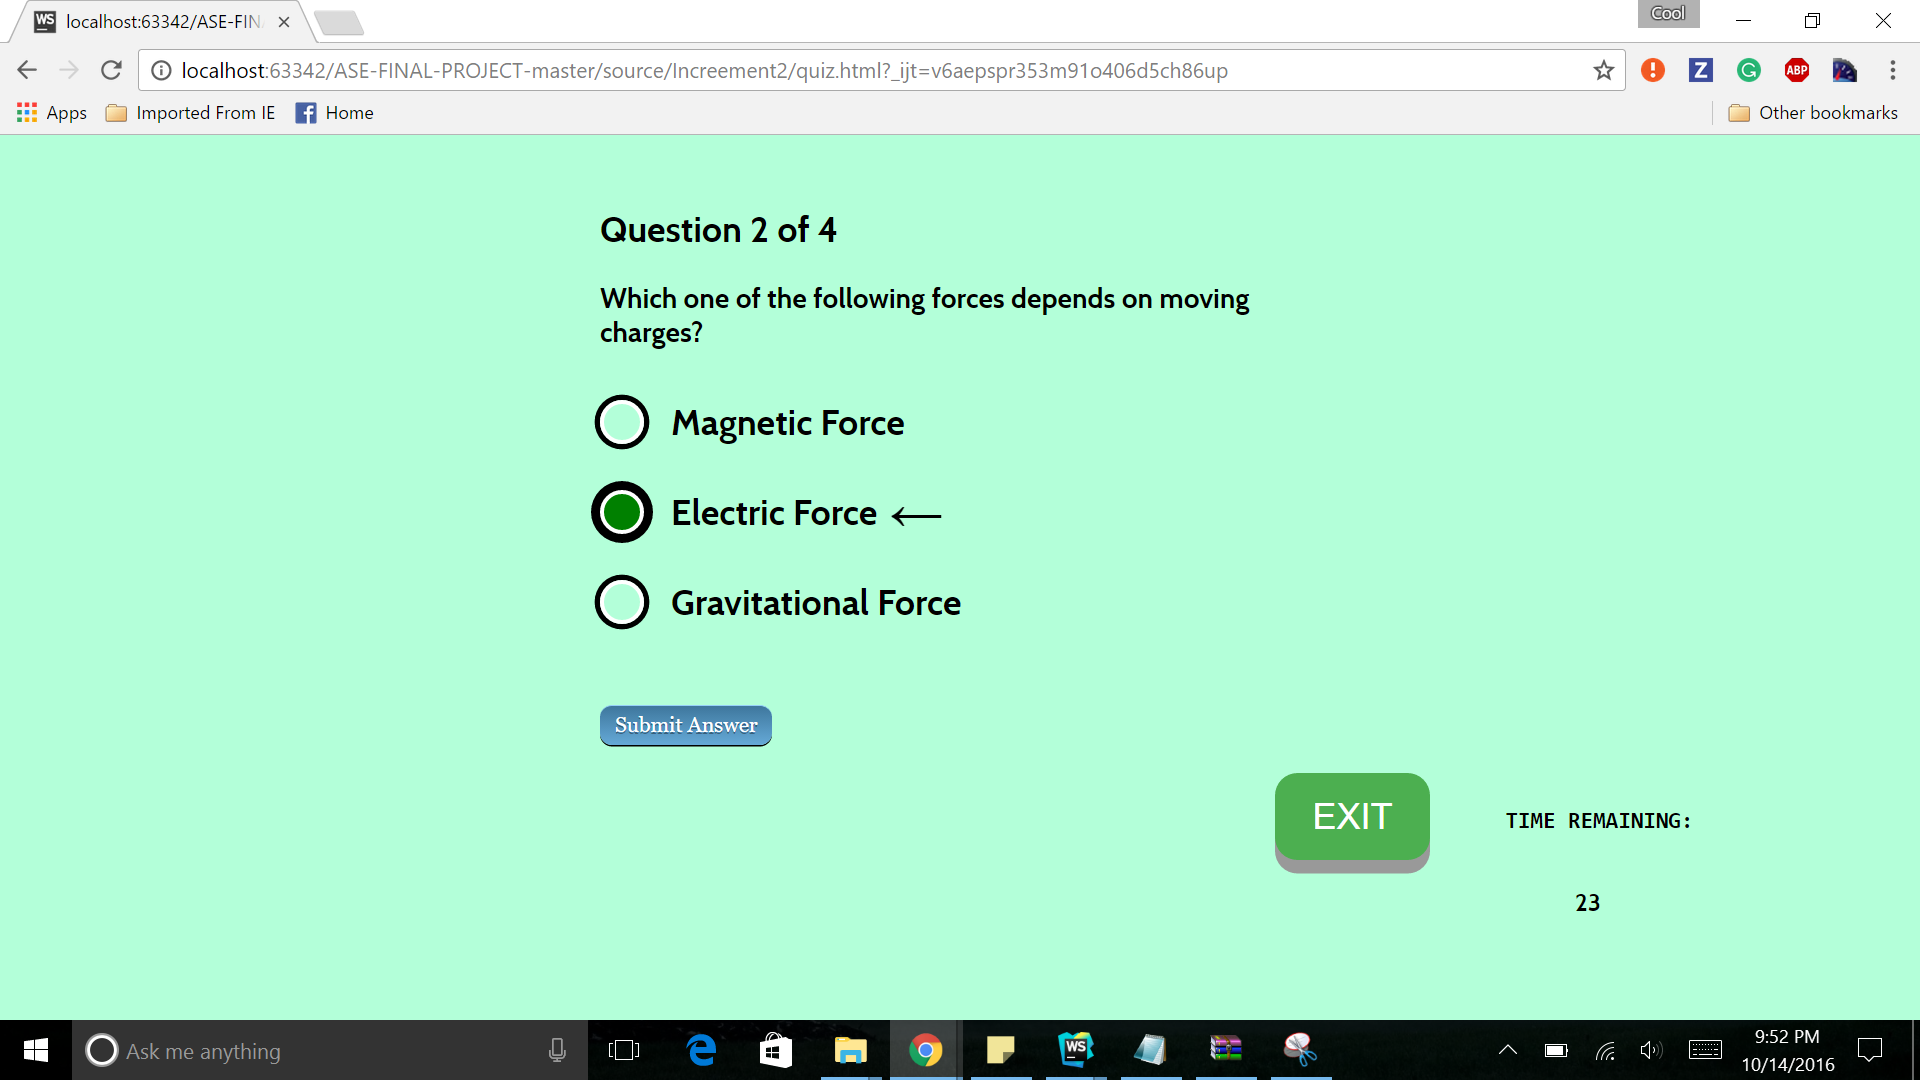 WS localhost:63342/ASE-FIN
Cool
localhost:63342/ASE-FINAL-PROJECT-master/source/Increement2/quiz.html?_ijt=v6aepspr353m91o406d5ch86up
Z G ABP
Apps Imported From IE Home Other bookmarks
Question 2 of 4
Which one of the following forces depends on moving
charges?
Magnetic Force
Electric Force ⟵
Gravitational Force
Submit Answer
EXIT
TIME REMAINING:
23
Ask me anything
WS
9:52 PM
10/14/2016